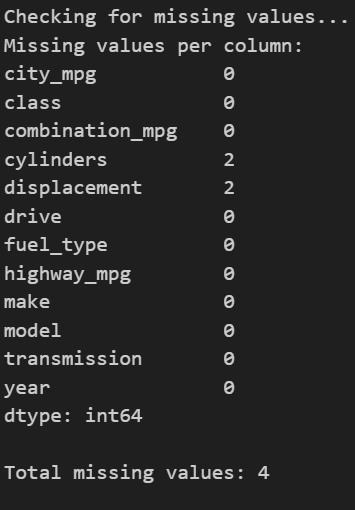 Checking for missing values...
Missing values per column:
city_mpg 0
class 0
combination_mpg 0
cylinders 2
displacement 2
drive 0
fuel_type 0
highway_mpg 0
make 0
model 0
transmission 0
year 0
dtype: int64
Total missing values: 4